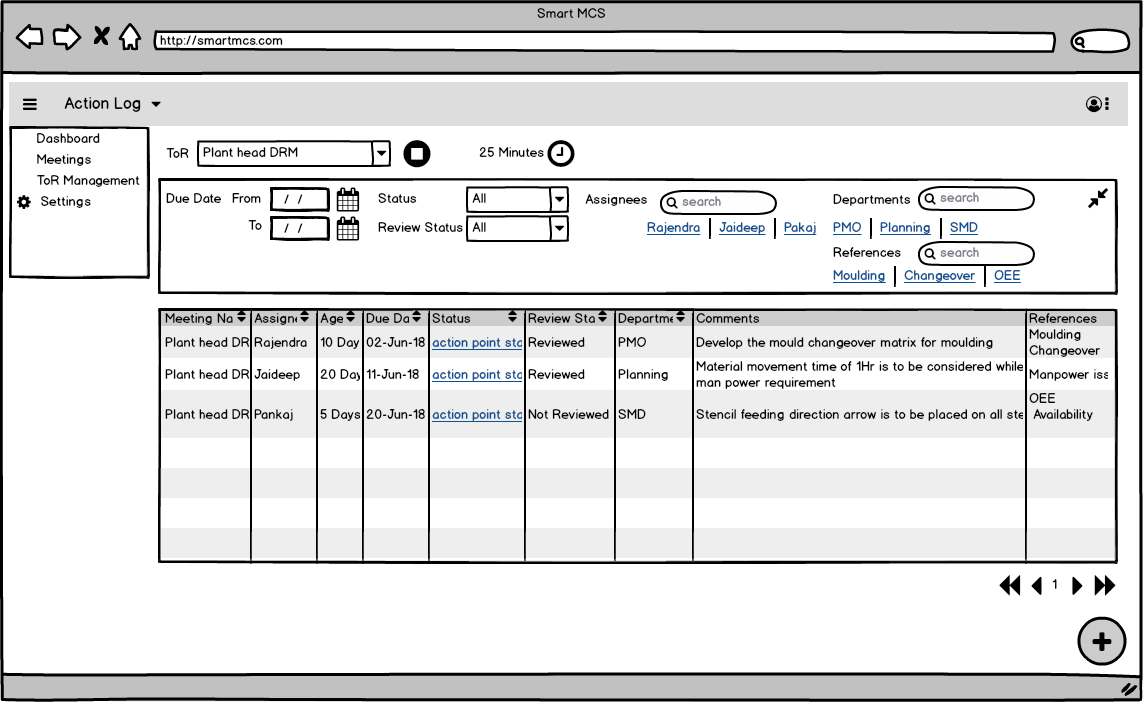 Smart MCS
http://smartmcs.com
Action Log
Dashboard
Meetings
ToR Management
Settings
ToR Plant head DRM 25 Minutes
Due Date From / / Status All Assignees search Departments search
Rajendra Jaideep Pakaj PMO Planning SMD
To / / Review Status All
References search
Moulding Changeover OEE
Meeting Na Assigne Age Due Da Status Review Sta Departme Comments References
Plant head DR Rajendra 10 Day 02-Jun-18 action point sta Reviewed PMO Develop the mould changeover matrix for moulding Moulding
Changeover
Plant head DR Jaideep 20 Day 11-Jun-18 action point sta Reviewed Planning Material movement time of 1Hr is to be considered while Manpower iss
man power requirement
Plant head DR Pankaj 5 Days 20-Jun-18 action point sta Not Reviewed SMD Stencil feeding direction arrow is to be placed on all ste OEE
Availability
1